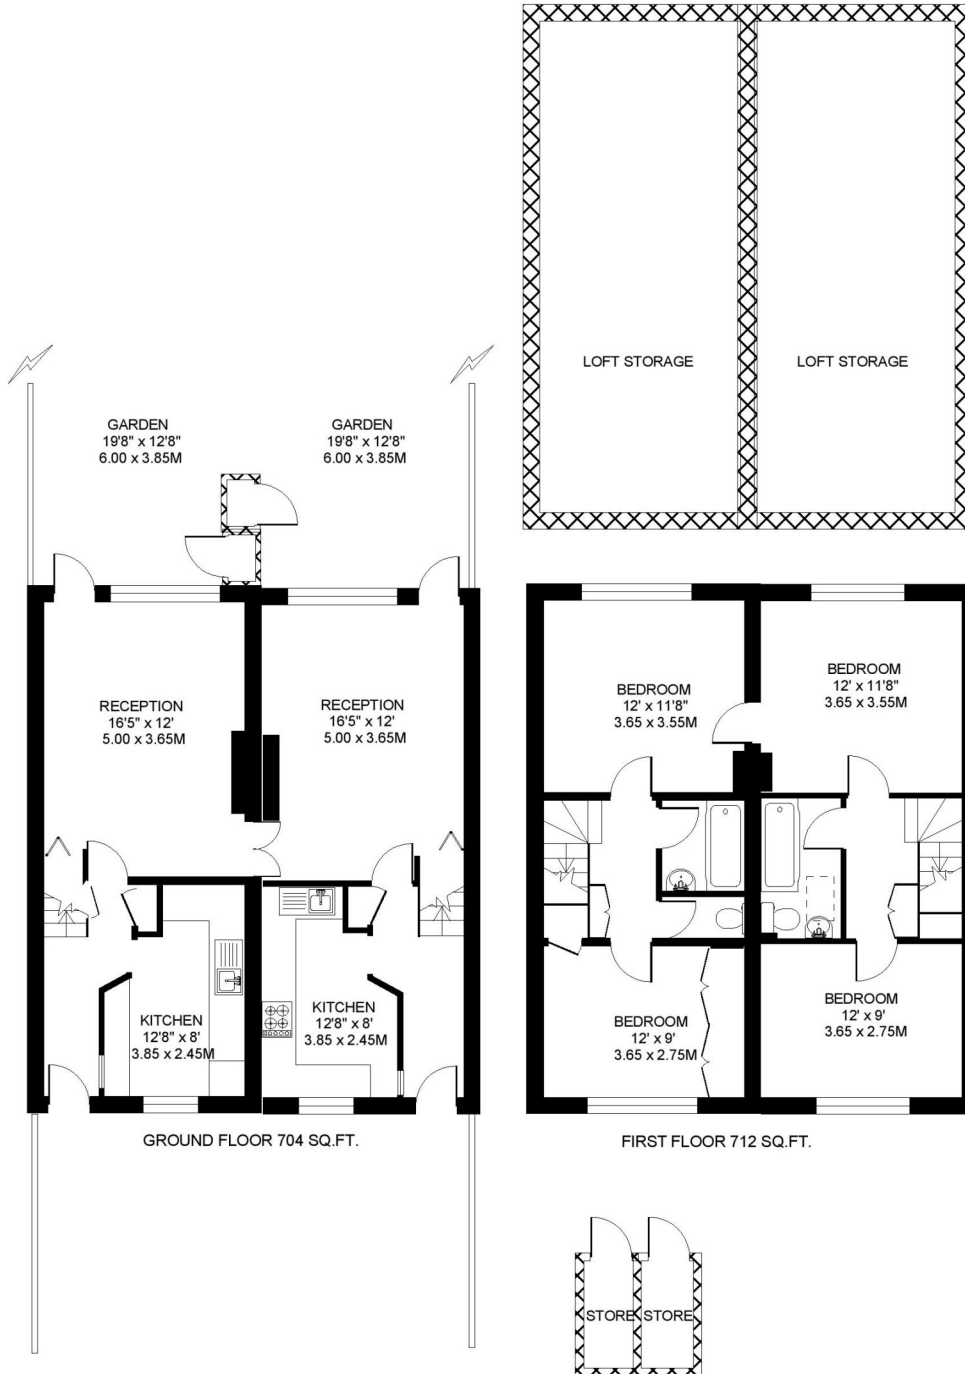 LOFT STORAGE
LOFT STORAGE
GARDEN
19'8" x 12'8"
6.00 x 3.85M
GARDEN
19'8" x 12'8"
6.00 x 3.85M
RECEPTION
16'5" x 12'
5.00 x 3.65M
RECEPTION
16'5" x 12'
5.00 x 3.65M
KITCHEN
12'8" x 8'
3.85 x 2.45M
KITCHEN
12'8" x 8'
3.85 x 2.45M
GROUND FLOOR 704 SQ.FT.
BEDROOM
12' x 11'8"
3.65 x 3.55M
BEDROOM
12' x 11'8"
3.65 x 3.55M
BEDROOM
12' x 9'
3.65 x 2.75M
BEDROOM
12' x 9'
3.65 x 2.75M
FIRST FLOOR 712 SQ.FT.
STORE
STORE